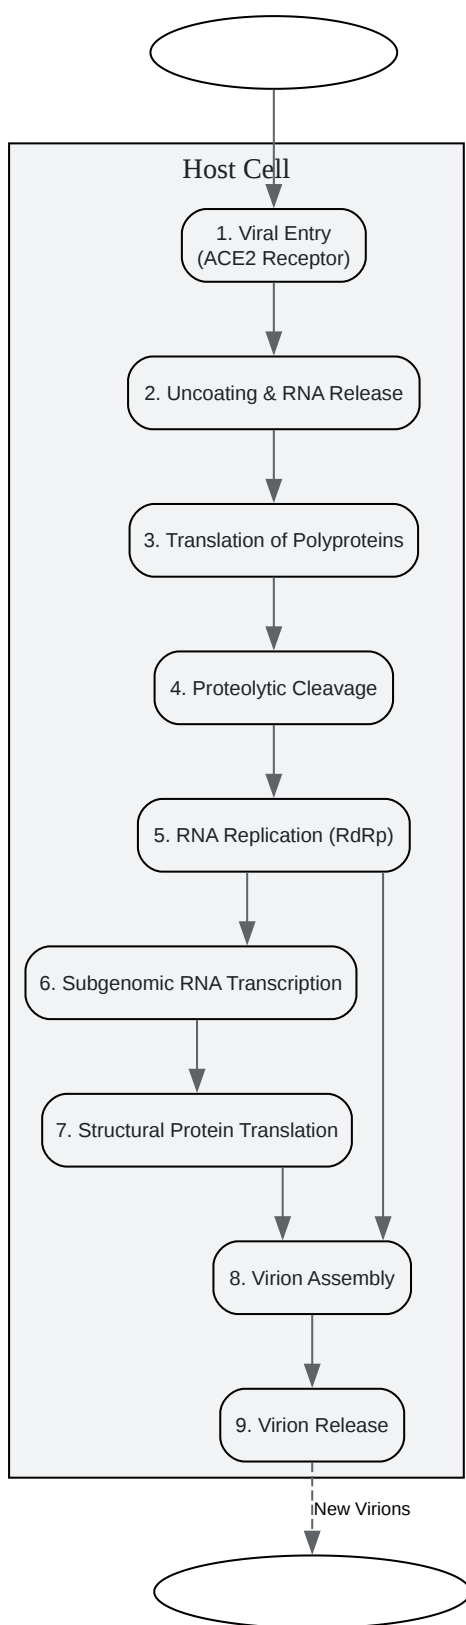 Host Cell
1. Viral Entry
(ACE2 Receptor)
2. Uncoating & RNA Release
3. Translation of Polyproteins
4. Proteolytic Cleavage
5. RNA Replication (RdRp)
6. Subgenomic RNA Transcription
7. Structural Protein Translation
8. Virion Assembly
9. Virion Release
New Virions